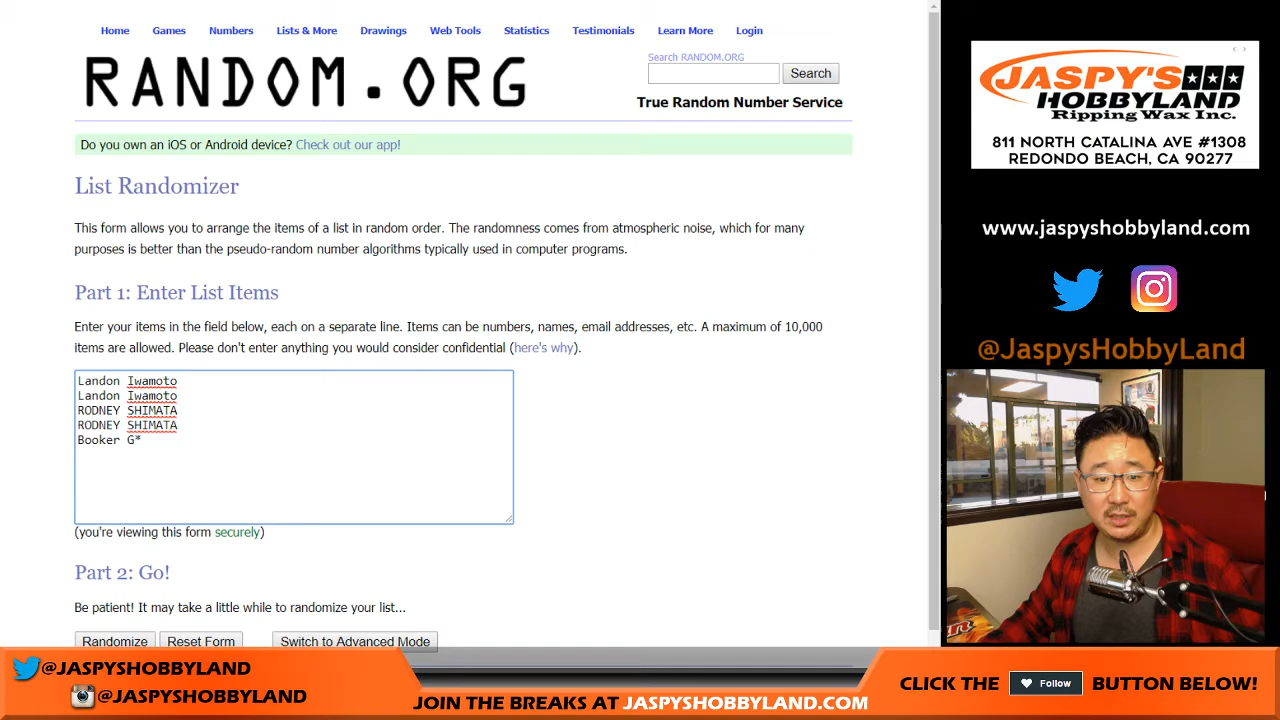 Home Games Numbers Lists & More Drawings Web Tools Statistics Testimonials Learn More Login
RANDOM.ORG
Search RANDOM.ORG
Search
True Random Number Service
Do you own an iOS or Android device? Check out our app!
List Randomizer
This form allows you to arrange the items of a list in random order. The randomness comes from atmospheric noise, which for many
purposes is better than the pseudo-random number algorithms typically used in computer programs.
Part 1: Enter List Items
Enter your items in the field below, each on a separate line. Items can be numbers, names, email addresses, etc. A maximum of 10,000
items are allowed. Please don't enter anything you would consider confidential (here's why).
Landon Iwamoto
Landon Iwamoto
RODNEY SHIMATA
RODNEY SHIMATA
Booker G*
(you're viewing this form securely)
Part 2: Go!
Be patient! It may take a little while to randomize your list...
Randomize Reset Form Switch to Advanced Mode
JASPY'S
HOBBYLAND
Ripping Wax Inc.
811 NORTH CATALINA AVE #1308
REDONDO BEACH, CA 90277
www.jaspyshobbyland.com
@JaspysHobbyLand
@JASPYSHOBBYLAND
@JASPYSHOBBYLAND
JOIN THE BREAKS AT JASPYSHOBBYLAND.COM
CLICK THE Follow BUTTON BELOW!